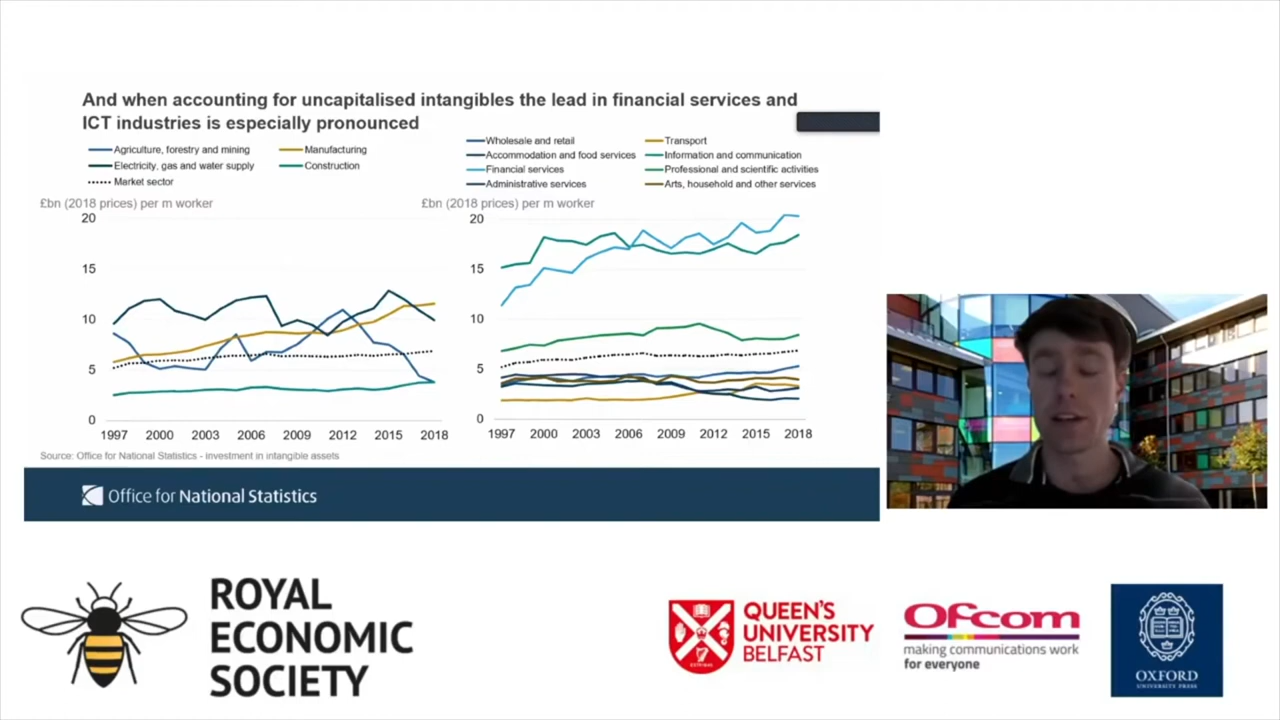 And when accounting for uncapitalised intangibles the lead in financial services and
ICT industries is especially pronounced
Agriculture, forestry and mining
Manufacturing
Electricity, gas and water supply
Construction
Market sector
£bn (2018 prices) per m worker
20
15
10
5
0
1997 2000 2003 2006 2009 2012 2015 2018
Wholesale and retail
Transport
Accommodation and food services
Information and communication
Financial services
Professional and scientific activities
Administrative services
Arts, household and other services
£bn (2018 prices) per m worker
20
15
10
5
0
1997 2000 2003 2006 2009 2012 2015 2018
Source: Office for National Statistics - investment in intangible assets
Office for National Statistics
ROYAL
ECONOMIC
SOCIETY
QUEEN'S
UNIVERSITY
BELFAST
Ofcom
making communications work
for everyone
OXFORD
UNIVERSITY PRESS